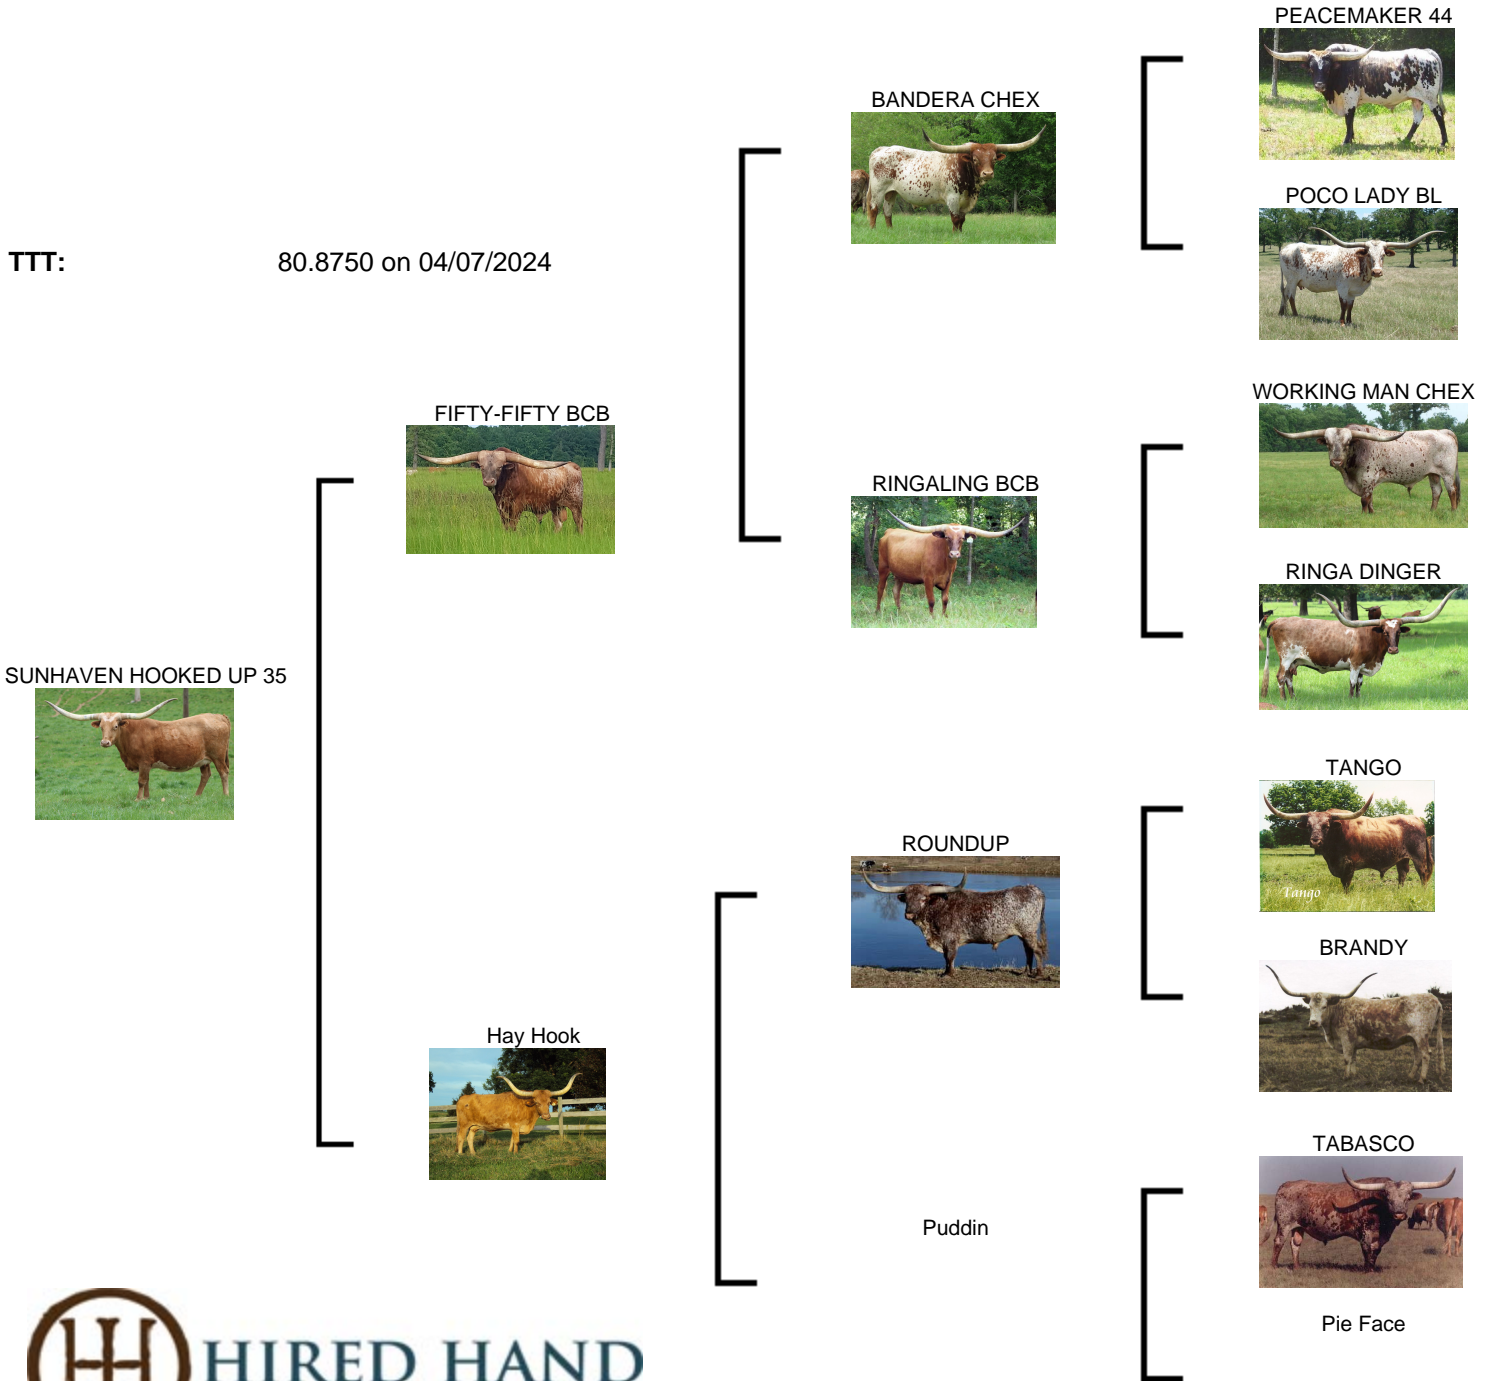 PEACEMAKER 44
BANDERA CHEX
POCO LADY BL
TTT: 80.8750 on 04/07/2024
WORKING MAN CHEX
FIFTY-FIFTY BCB
RINGALING BCB
RINGA DINGER
SUNHAVEN HOOKED UP 35
TANGO
Tango
ROUNDUP
BRANDY
Hay Hook
TABASCO
Puddin
Pie Face
HIRED HAND